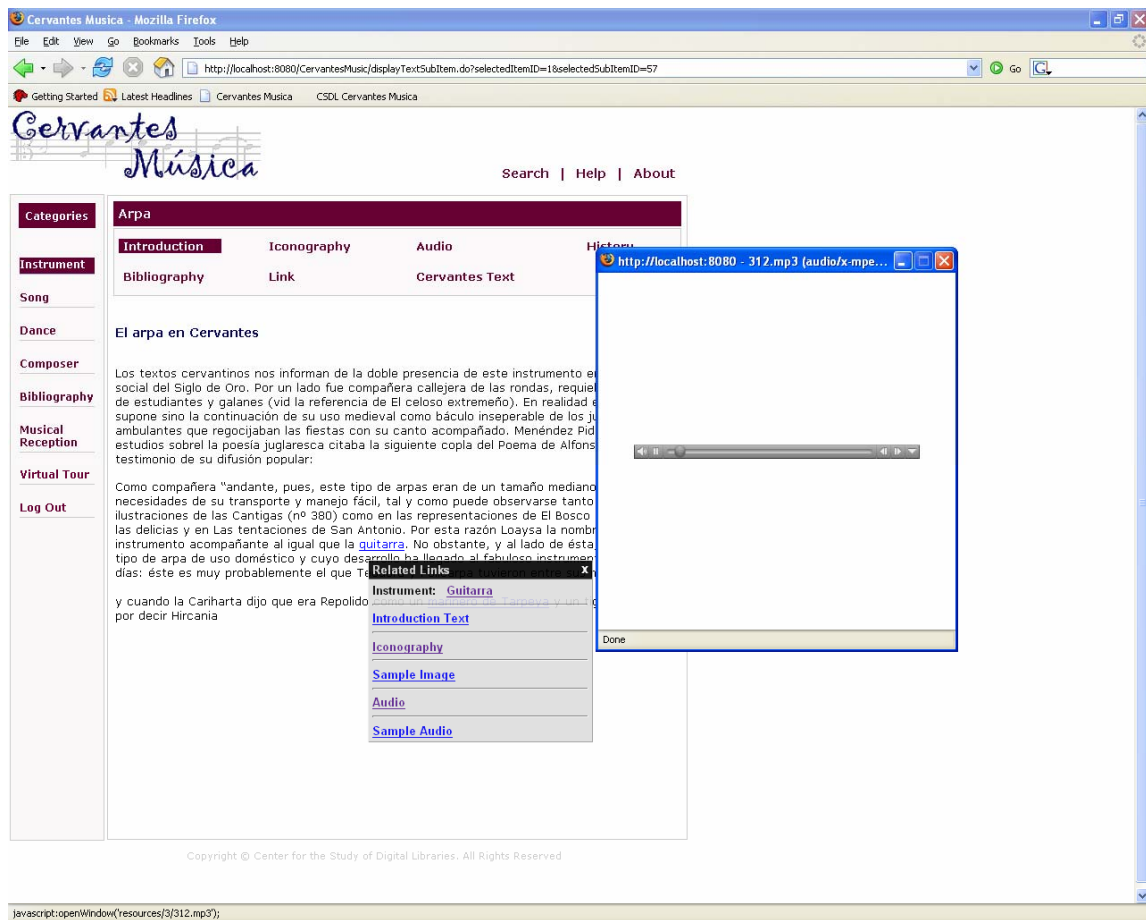 Cervantes Musica - Mozilla Firefox
File Edit View Go Bookmarks Tools Help
http://localhost:8080/CervantesMusic/displayTextSubItem.do?selectedItemID=1&selectedSubItemID=57
Go
G
Getting Started Latest Headlines Cervantes Musica CSDL Cervantes Musica
Cervantes
Música
Search | Help | About
Categories
Instrument
Song
Dance
Composer
Bibliography
Musical
Reception
Virtual Tour
Log Out
Arpa
Introduction Iconography Audio History
Bibliography Link Cervantes Text
El arpa en Cervantes
Los textos cervantinos nos informan de la doble presencia de este instrumento
social del Siglo de Oro. Por un lado fue compañera callejera de las rondas,
de estudiantes y galanes (vid la referencia de El celoso extremeño). En realidad
supone sino la continuación de su uso medieval como báculo inseperable de los
ambulantes que regocijaban las fiestas con su canto acompañado. Menéndez
estudios sobrel la poesía juglaresca citaba la siguiente copla del Poema de
testimonio de su difusión popular:
Como compañera "andante, pues, este tipo de arpas eran de un tamaño mediano
necesidades de su transporte y manejo fácil, tal y como puede observarse tanto
ilustraciones de las Cantigas (nº 380) como en las representaciones de El Bosco
las delicias y en Las tentaciones de San Antonio. Por esta razón Loaysa la
instrumento acompañante al igual que la guitarra. No obstante, y al lado de ésta,
tipo de arpa de uso doméstico y cuyo desarrollo ha llegado al fabuloso
días: éste es muy probablemente el que arpa tuvieron entre
y cuando la Cariharta dijo que era Repolido como un marinero de Tarpeya y un
por decir Hircania
Related Links x
Instrument: Guitarra
Introduction Text
Iconography
Sample Image
Audio
Sample Audio
http://localhost:8080 - 312.mp3 (audio/x-mpe...
Done
Copyright © Center for the Study of Digital Libraries. All Rights Reserved
javascript:openWindow('resources/3/312.mp3');